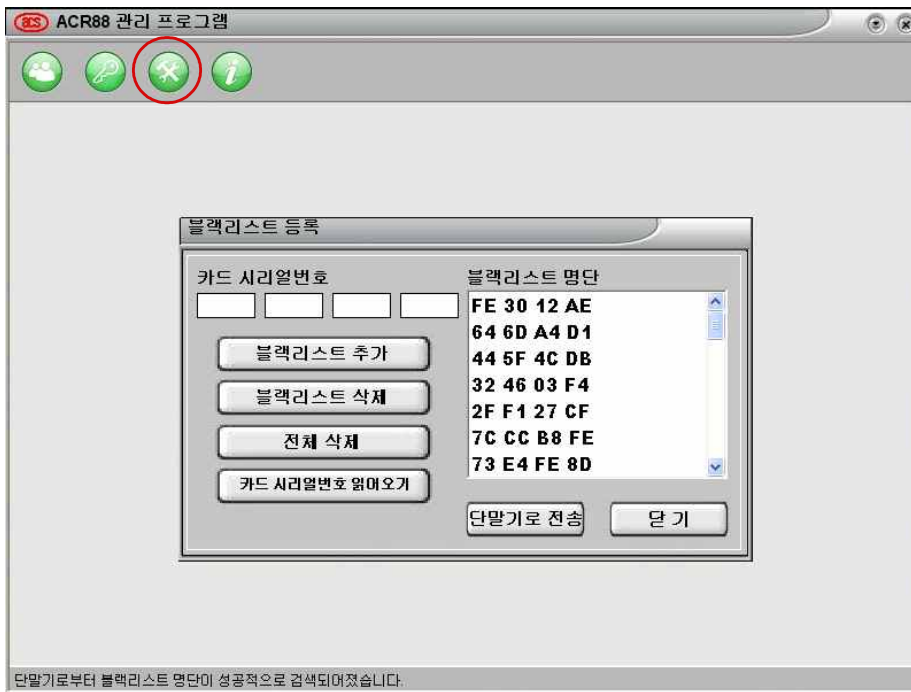 acs ACR88 관리 프로그램
블랙리스트 등록
카드 시리얼번호
블랙리스트 추가
블랙리스트 삭제
전체 삭제
카드 시리얼번호 읽어오기
블랙리스트 명단
FE 30 12 AE
64 6D A4 D1
44 5F 4C DB
32 46 03 F4
2F F1 27 CF
7C CC B8 FE
73 E4 FE 8D
단말기로 전송
닫 기
단말기로부터 블랙리스트 명단이 성공적으로 검색되어졌습니다.